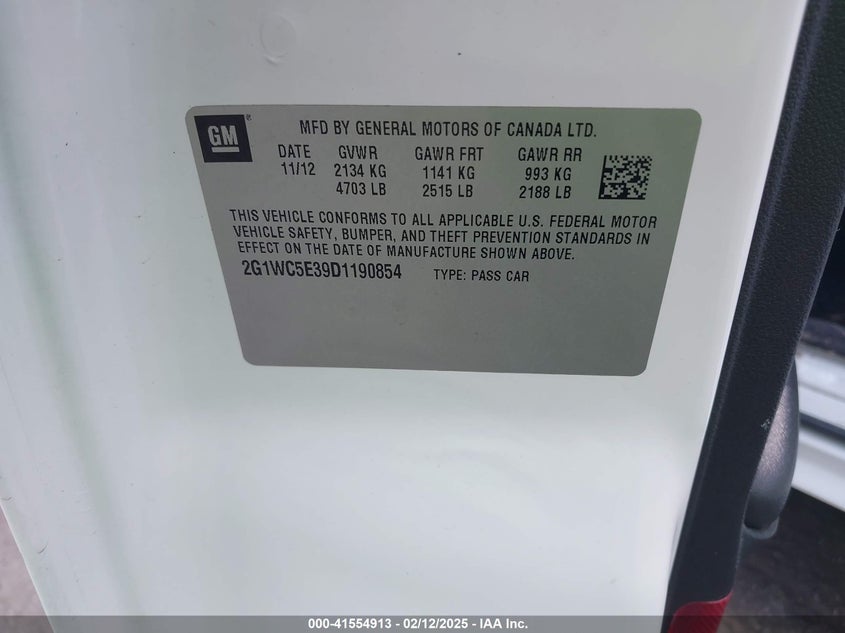 GM ®
MFD BY GENERAL MOTORS OF CANADA LTD.
DATE GVWR GAWR FRT GAWR RR
11/12 2134 KG 1141 KG 993 KG
4703 LB 2515 LB 2188 LB
THIS VEHICLE CONFORMS TO ALL APPLICABLE U.S. FEDERAL MOTOR
VEHICLE SAFETY, BUMPER, AND THEFT PREVENTION STANDARDS IN
EFFECT ON THE DATE OF MANUFACTURE SHOWN ABOVE.
2G1WC5E39D1190854 TYPE: PASS CAR
000-41554913 - 02/12/2025 - IAA Inc.